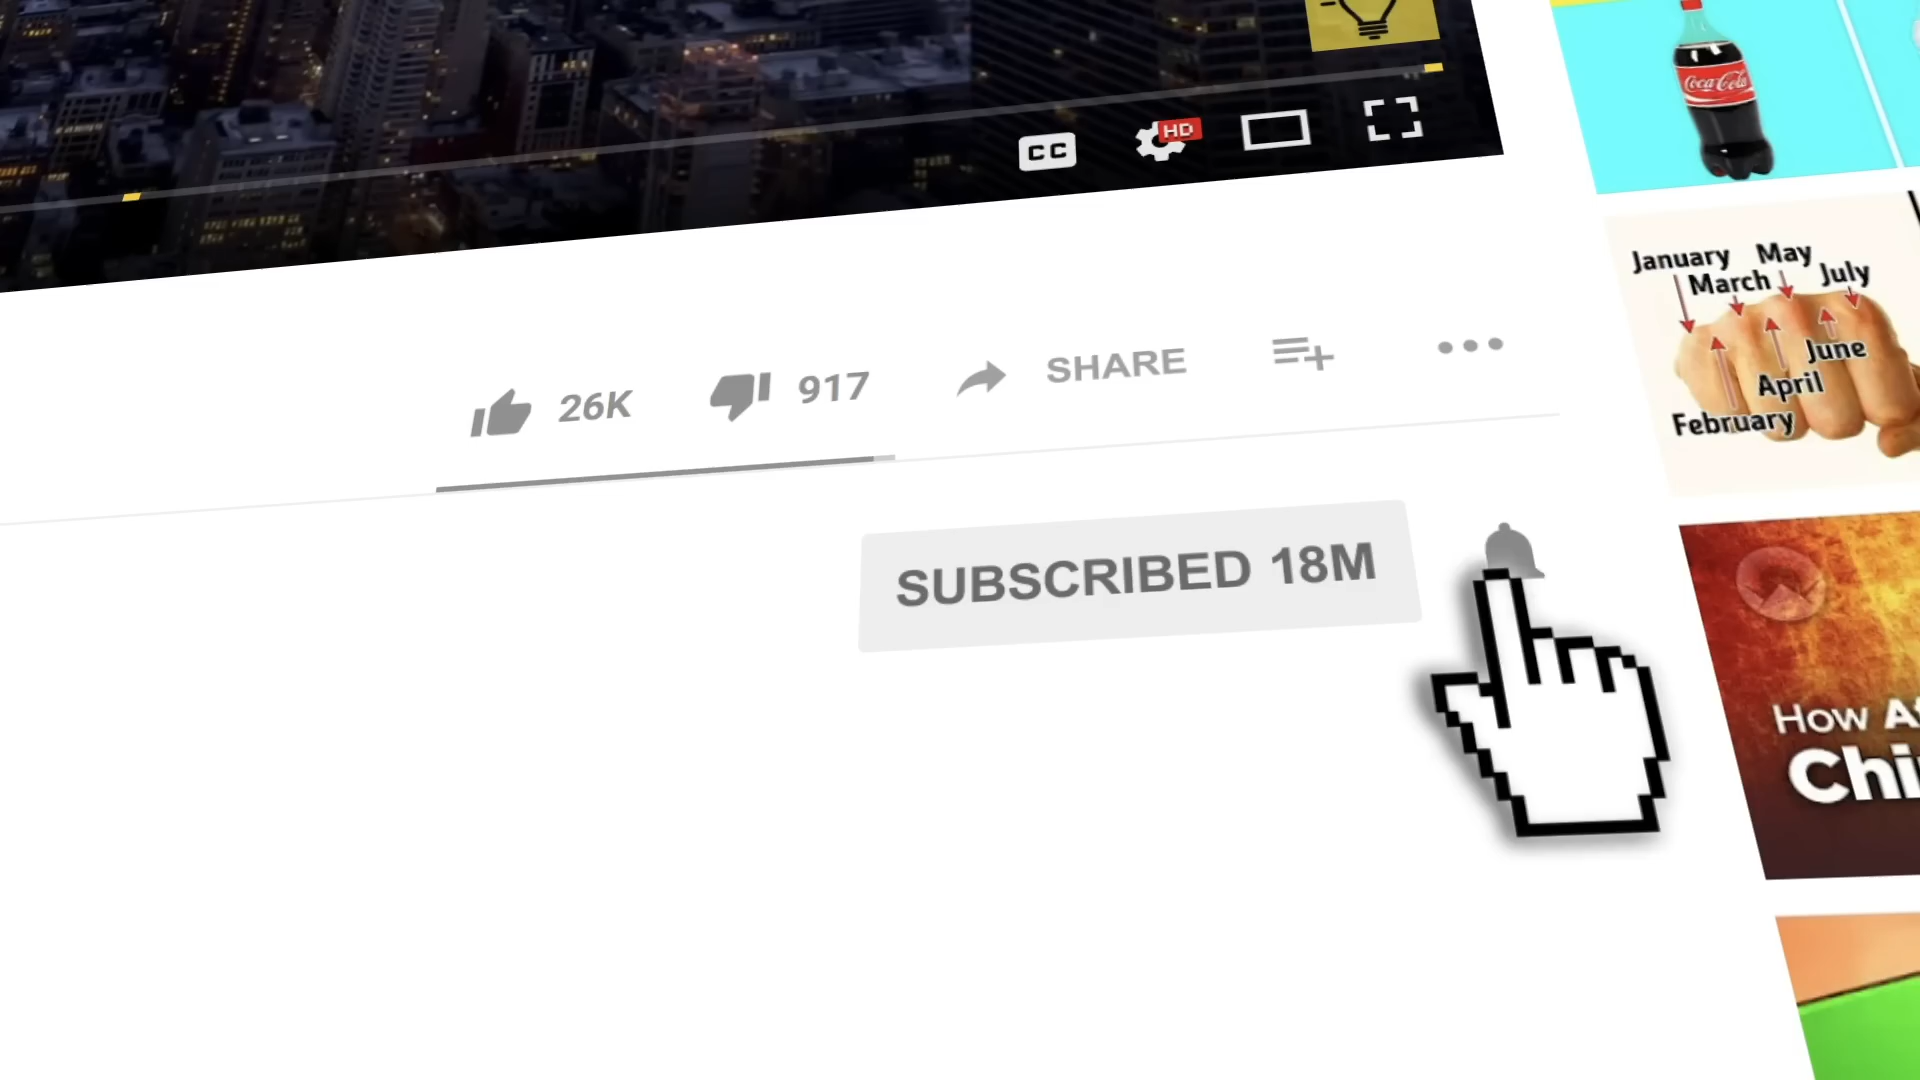 CC
HD
Coca-Cola
January May
March July
June
April
February
26K
917
SHARE
SUBSCRIBED 18M
How
Chi